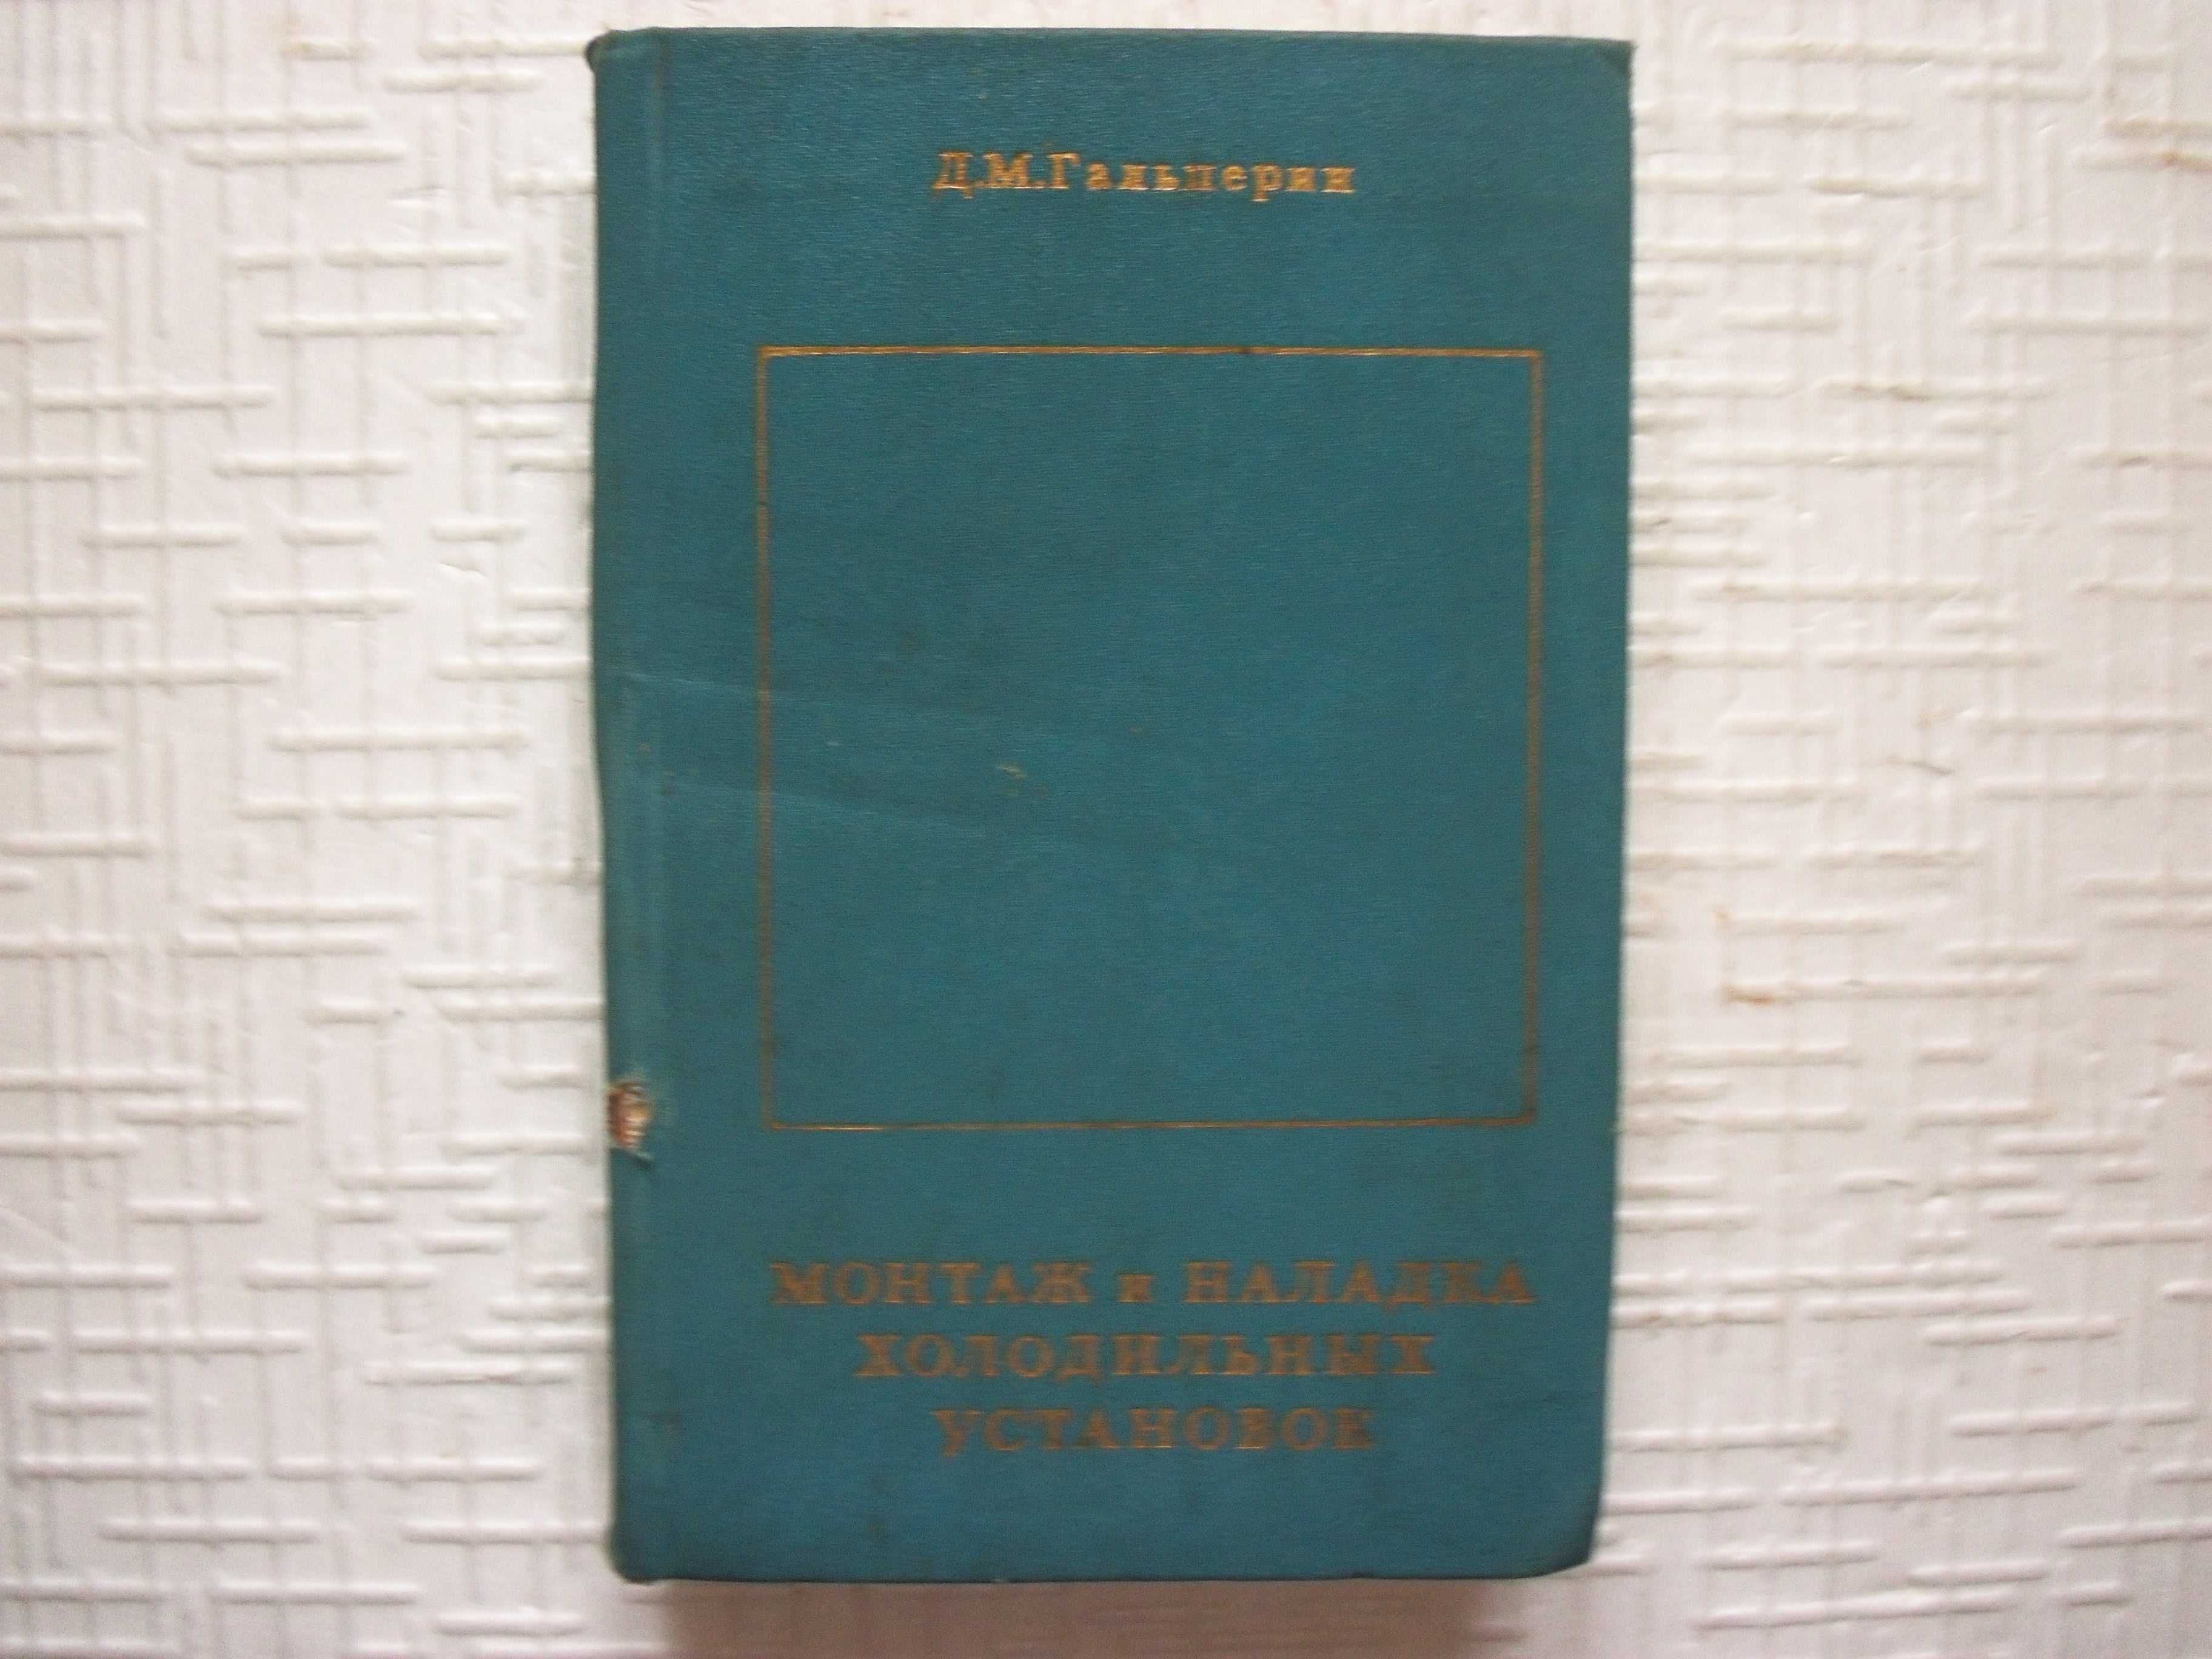 Д.М.Гальперин
МОНТАЖ и НАЛАДКА
ХОЛОДИЛЬНЫХ
УСТАНОВОК